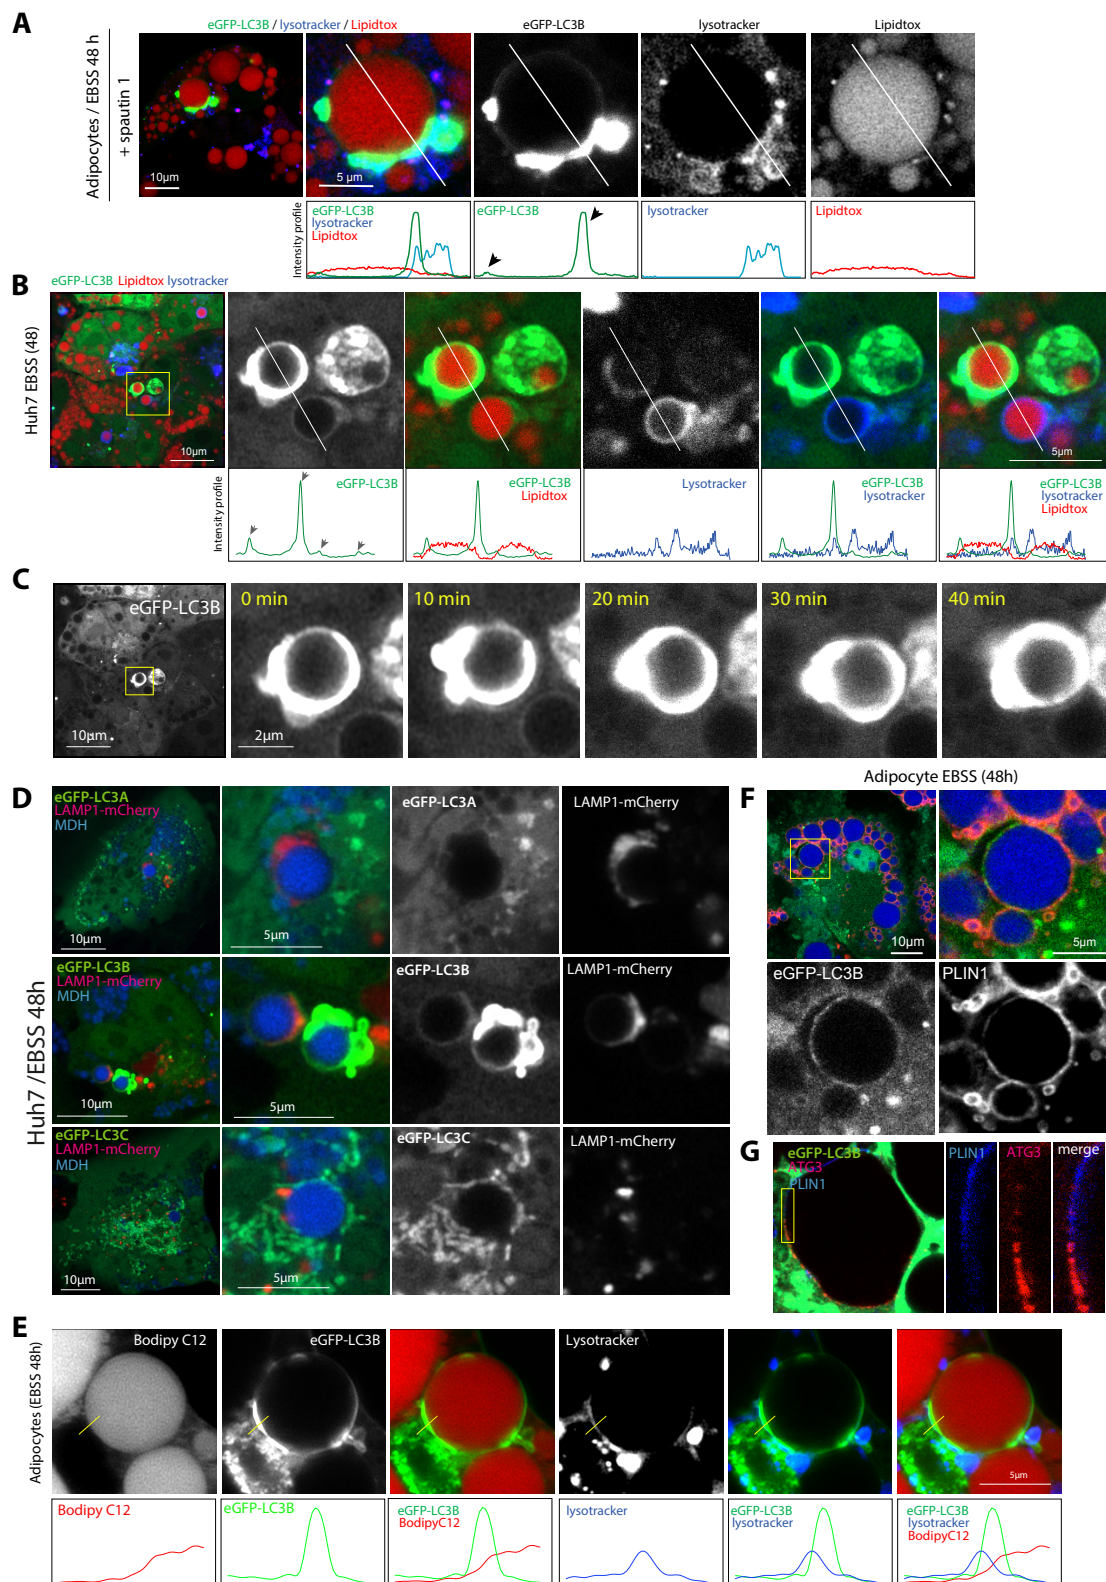 A
eGFP-LC3B / lysotracker / Lipidtox
eGFP-LC3B
lysotracker
Lipidtox
Adipocytes / EBSS 48 h
+ spautin 1
10µm
5 µm
Intensity profile
eGFP-LC3B
lysotracker
Lipidtox
eGFP-LC3B
lysotracker
Lipidtox
B
eGFP-LC3B Lipidtox lysotracker
Huh7 EBSS (48)
10µm
5µm
Intensity profile
eGFP-LC3B
eGFP-LC3B
Lipidtox
Lysotracker
eGFP-LC3B
lysotracker
eGFP-LC3B
lysotracker
Lipidtox
C
eGFP-LC3B
10µm
0 min
2µm
10 min
20 min
30 min
40 min
D
Huh7 /EBSS 48h
eGFP-LC3A
LAMP1-mCherry
MDH
10µm
5µm
eGFP-LC3A
LAMP1-mCherry
eGFP-LC3B
LAMP1-mCherry
MDH
10µm
5µm
eGFP-LC3B
LAMP1-mCherry
eGFP-LC3C
LAMP1-mCherry
MDH
10µm
5µm
eGFP-LC3C
LAMP1-mCherry
F
Adipocyte EBSS (48h)
10µm
5µm
eGFP-LC3B
PLIN1
G
eGFP-LC3B
ATG3
PLIN1
PLIN1
ATG3
merge
E
Adipocytes (EBSS 48h)
Bodipy C12
eGFP-LC3B
Lysotracker
5µm
Bodipy C12
eGFP-LC3B
eGFP-LC3B
BodipyC12
lysotracker
eGFP-LC3B
lysotracker
eGFP-LC3B
lysotracker
BodipyC12